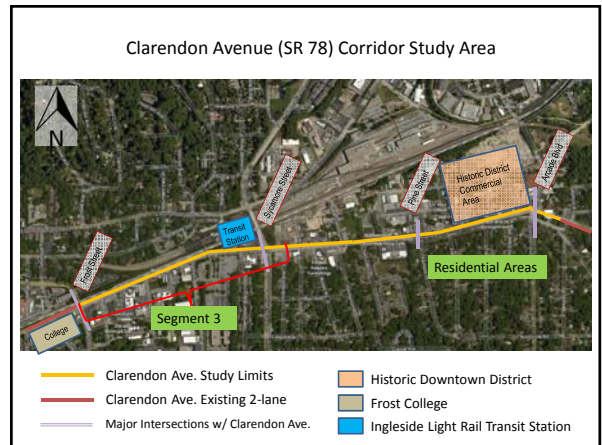 Clarendon Avenue (SR 78) Corridor Study Area
N
Frost Street
Transit
Station
Sycamore Street
Pine Street
Historic District
Commercial
Area
Arcade Blvd
College
Segment 3
Residential Areas
Clarendon Ave. Study Limits
Clarendon Ave. Existing 2-lane
Major Intersections w/ Clarendon Ave.
Historic Downtown District
Frost College
Ingleside Light Rail Transit Station